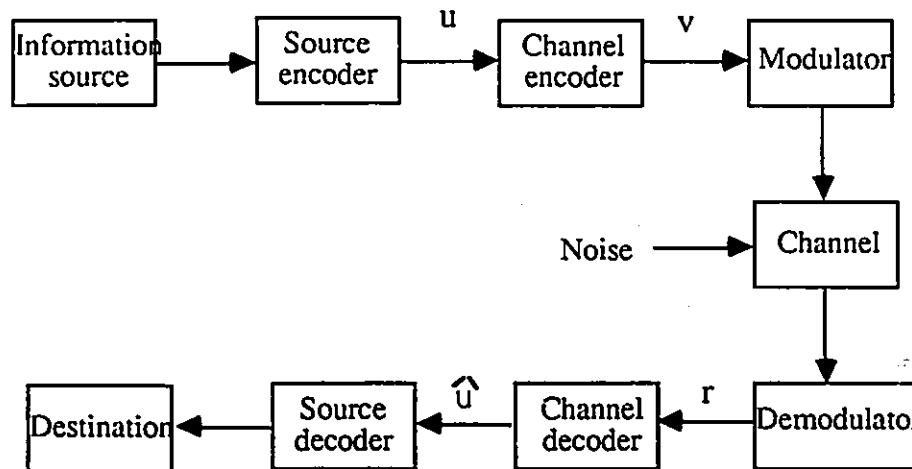 u
v
Information
source
Source
encoder
Channel
encoder
Modulator
Noise
Channel
û
r
Destination
Source
decoder
Channel
decoder
Demodulator